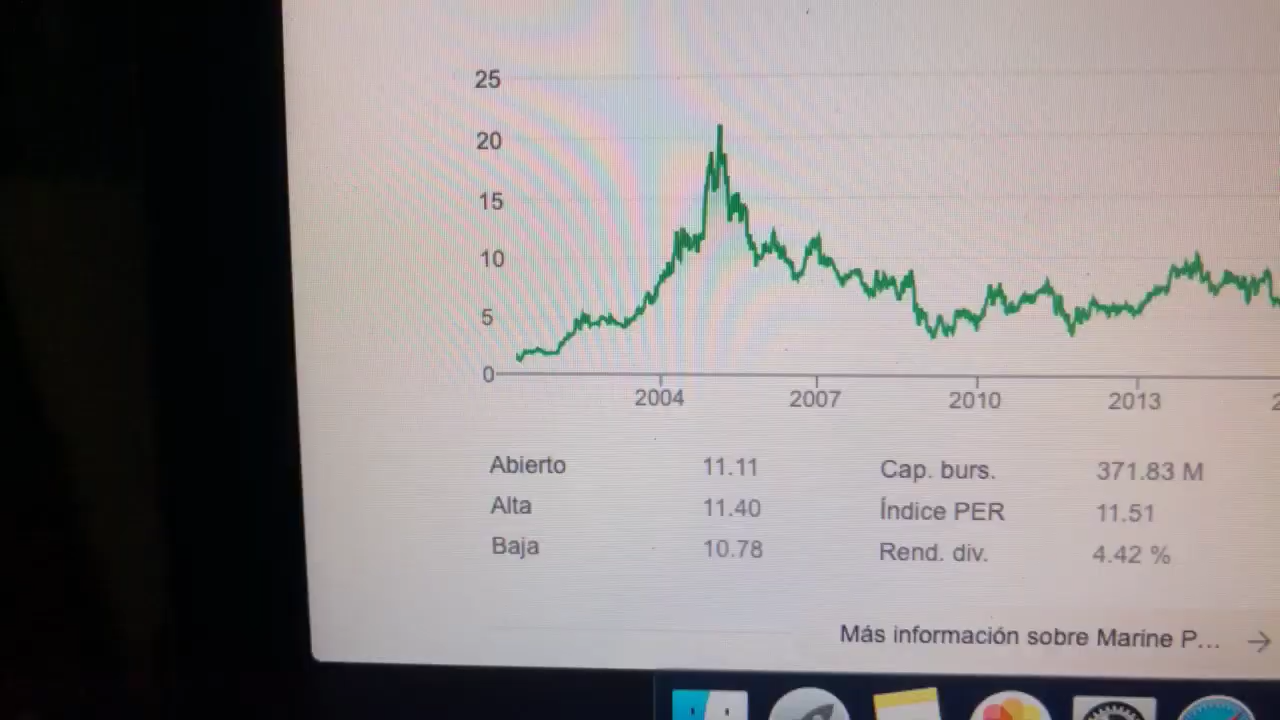 25
20
15
10
5
0
2004 2007 2010 2013
Abierto 11.11 Cap. burs. 371.83 M
Alta 11.40 Índice PER 11.51
Baja 10.78 Rend. div. 4.42 %
Más información sobre Marine P...